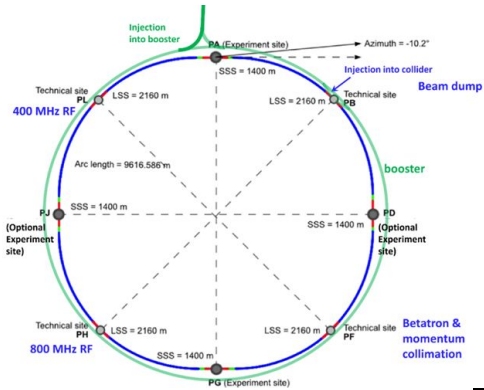 Injection
into booster
PA (Experiment site)
Azimuth = -10.2°
SSS = 1400 m
Injection into collider
Beam dump
Technical site
PL
LSS = 2160 m
400 MHz RF
LSS = 2160 m
Technical site
PB
Arc length = 9616.586 m
booster
PJ
SSS = 1400 m
(Optional
Experiment
site)
SSS = 1400 m
PD
(Optional
Experiment
site)
Technical site
PH
LSS = 2160 m
800 MHz RF
LSS = 2160 m
Technical site
PF
Betatron &
momentum
collimation
SSS = 1400 m
PG (Experiment site)